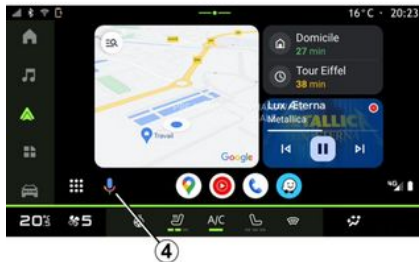 16°C - 20:23
Domicile
27 min
Tour Eiffel
38 min
Lux Æterna
Metallica
Travail
Google
4G
20°5
5
A/C
4